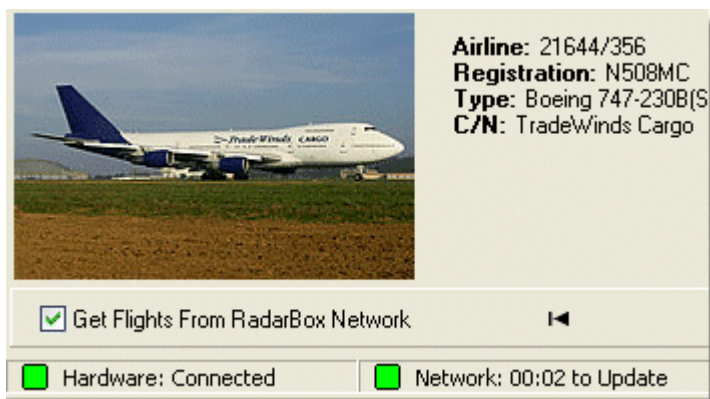 Airline: 21644/356
Registration: N508MC
Type: Boeing 747-230B(S
C/N: TradeWinds Cargo
TradeWinds CARGO
Get Flights From RadarBox Network
Hardware: Connected
Network: 00:02 to Update